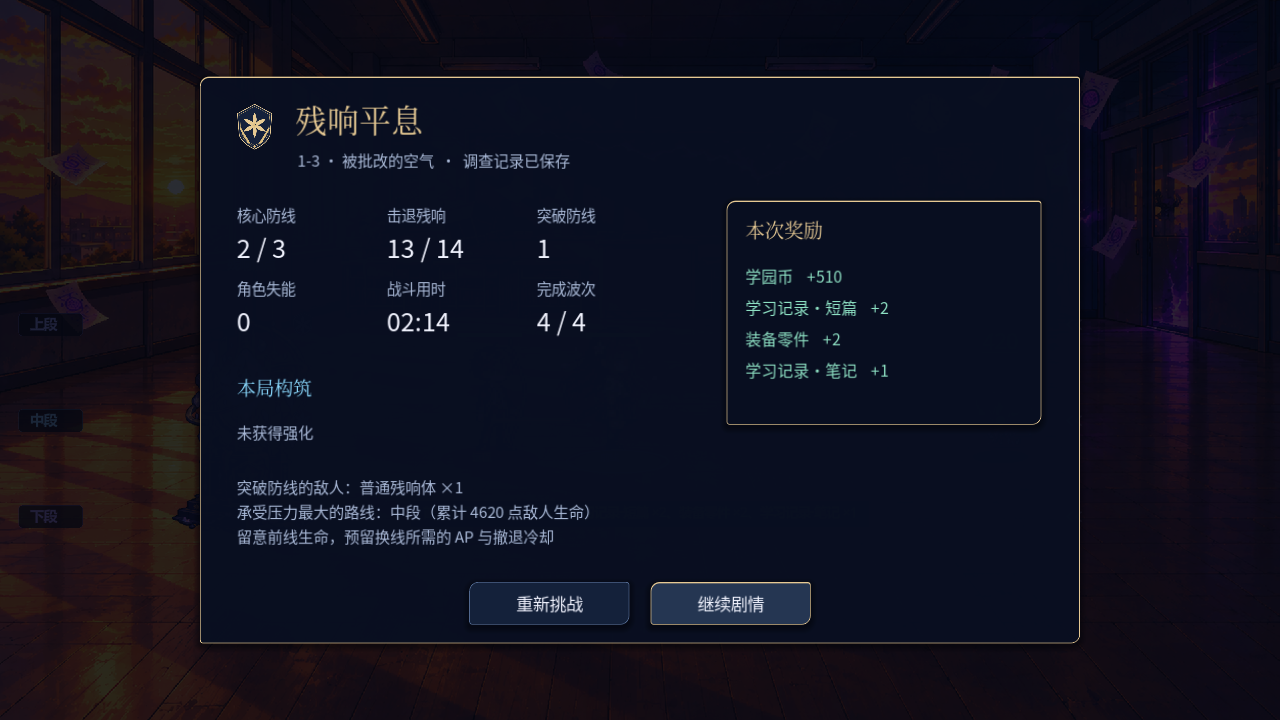 残响平息
1-3 · 被批改的空气 · 调查记录已保存
核心防线
击退残响
突破防线
2 / 3
13 / 14
1
角色失能
战斗用时
完成波次
0
02:14
4 / 4
本局构筑
未获得强化
突破防线的敌人：普通残响体 ×1
承受压力最大的路线：中段（累计 4620 点敌人生命）
留意前线生命，预留换线所需的 AP 与撤退冷却
本次奖励
学园币 +510
学习记录·短篇 +2
装备零件 +2
学习记录·笔记 +1
重新挑战
继续剧情
上段
中段
下段